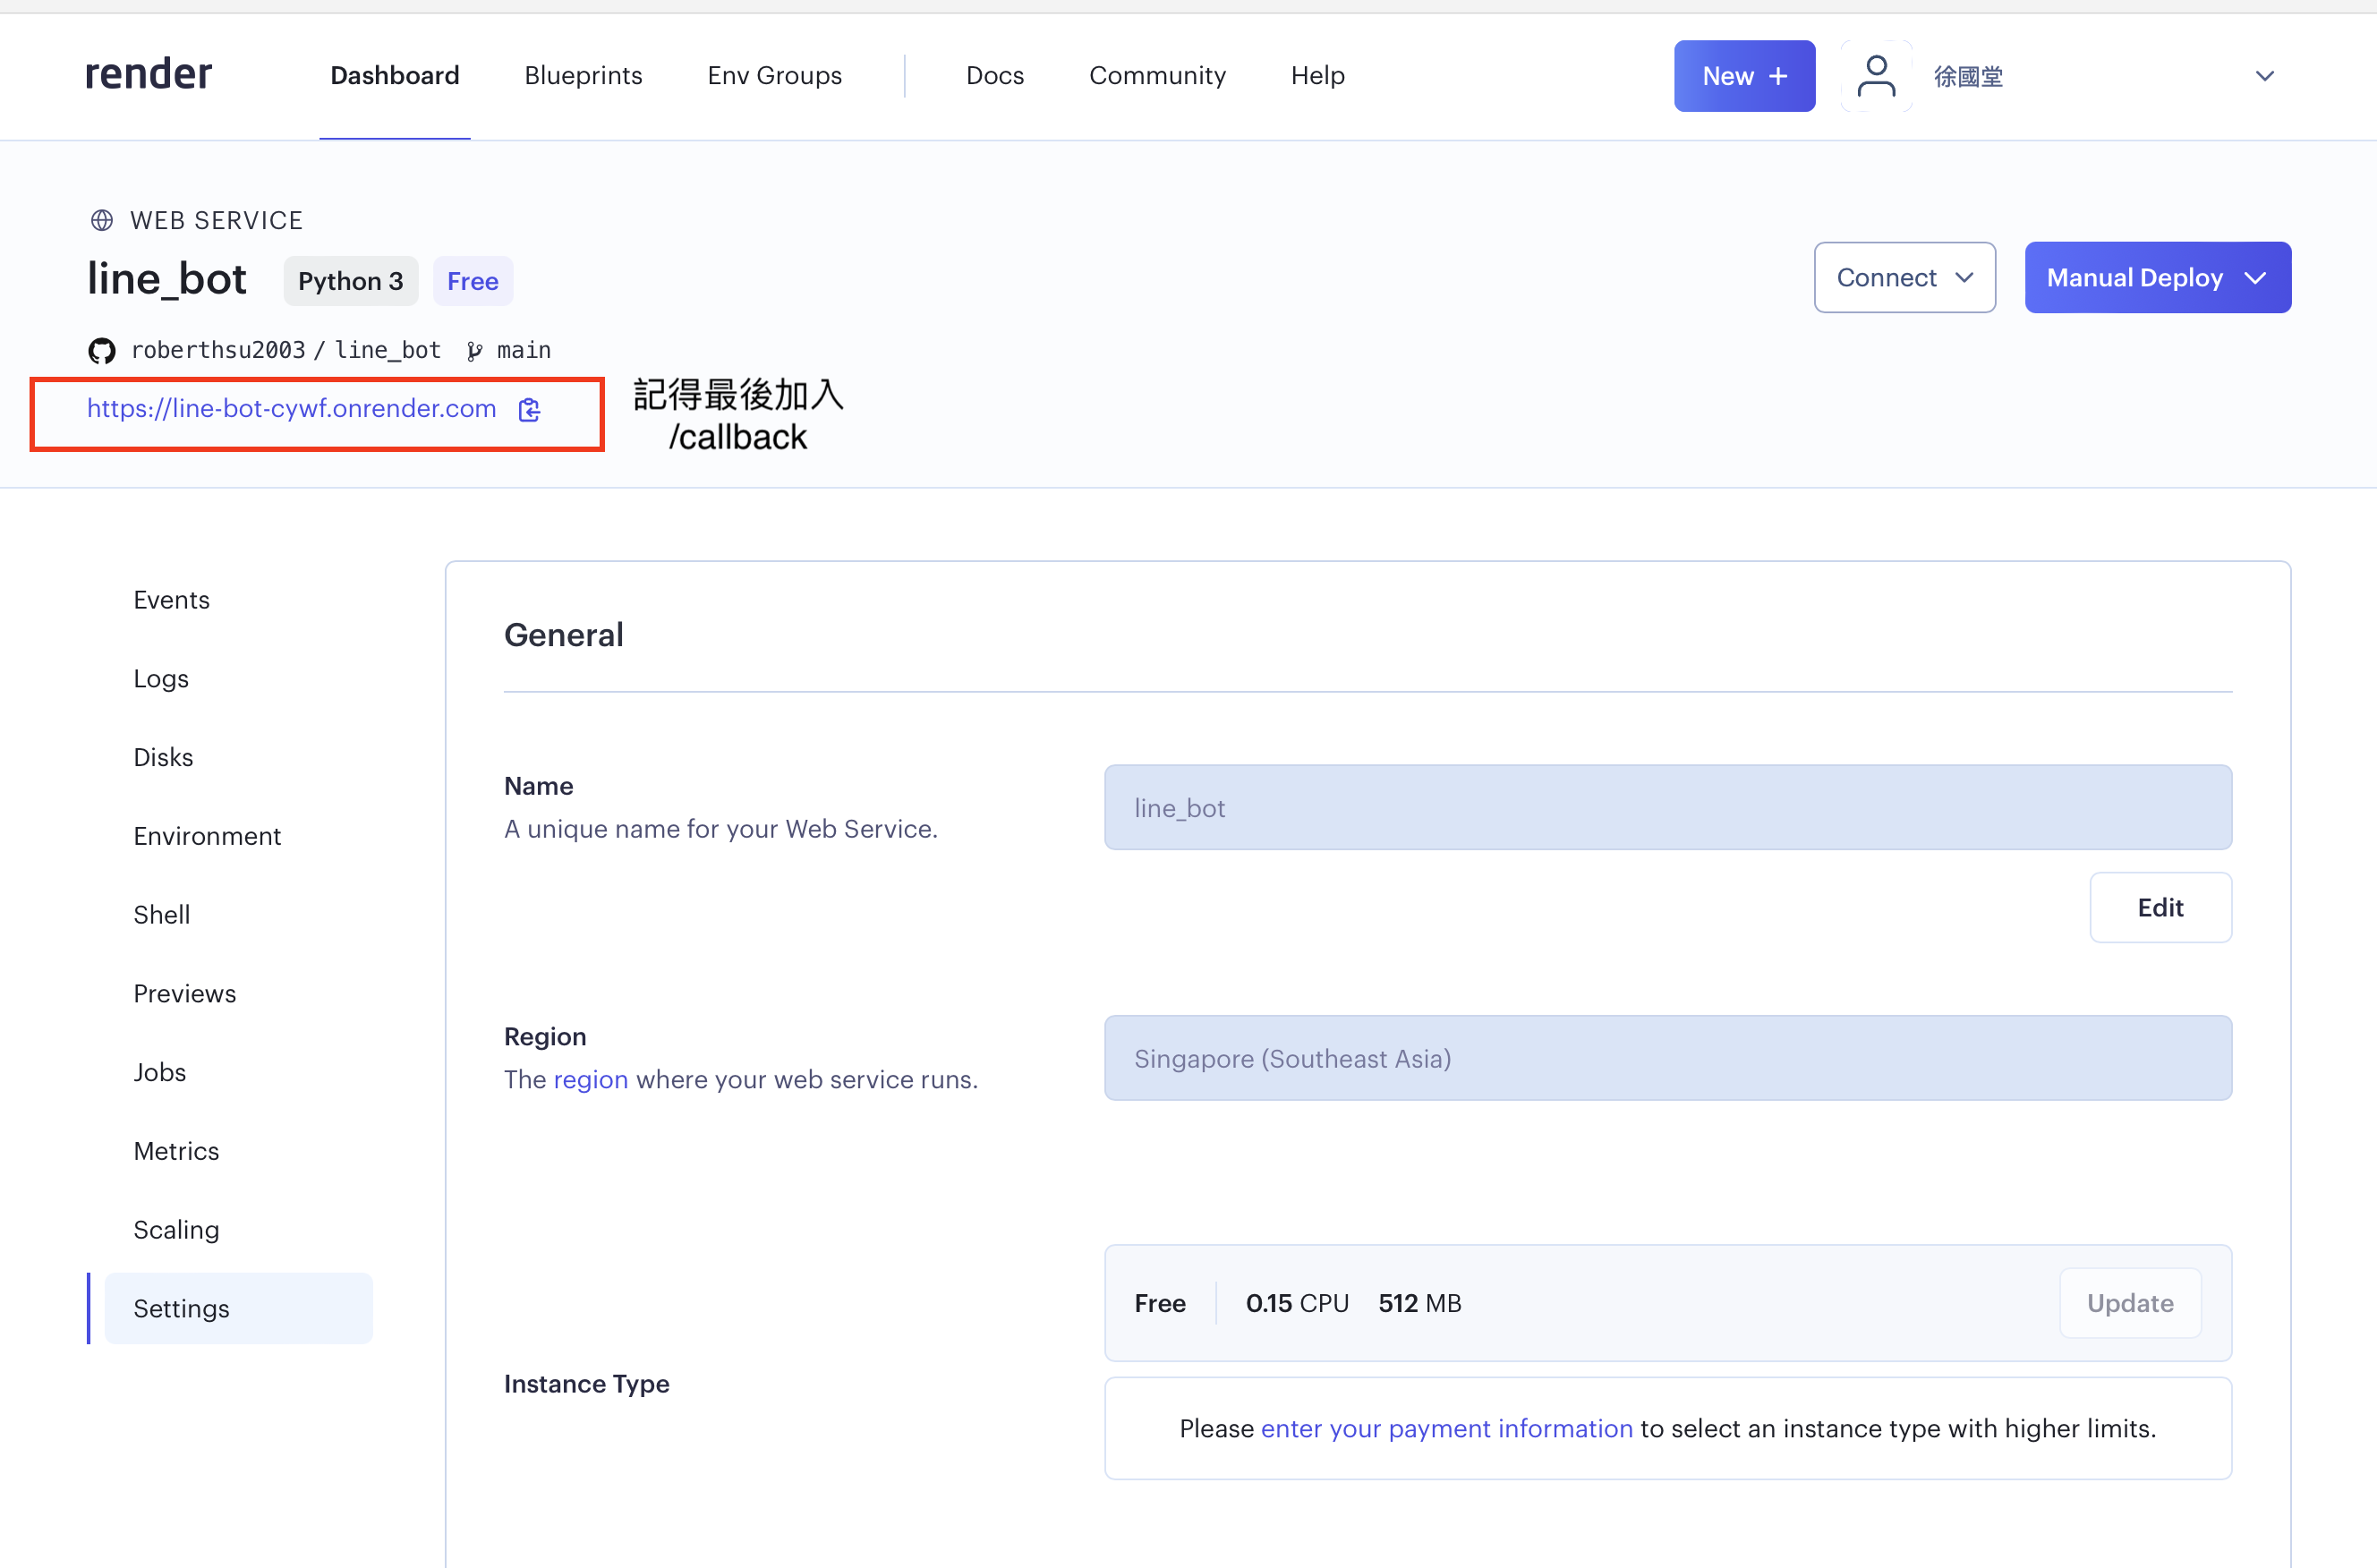 render
Dashboard
Blueprints
Env Groups
Docs
Community
Help
New +
徐國堂
WEB SERVICE
line_bot
Python 3
Free
Connect
Manual Deploy
roberthsu2003 / line_bot
main
https://line-bot-cywf.onrender.com
記得最後加入
/callback
Events
Logs
Disks
Environment
Shell
Previews
Jobs
Metrics
Scaling
Settings
General
Name
A unique name for your Web Service.
line_bot
Edit
Region
The region where your web service runs.
Singapore (Southeast Asia)
Instance Type
Free
0.15 CPU
512 MB
Update
Please enter your payment information to select an instance type with higher limits.